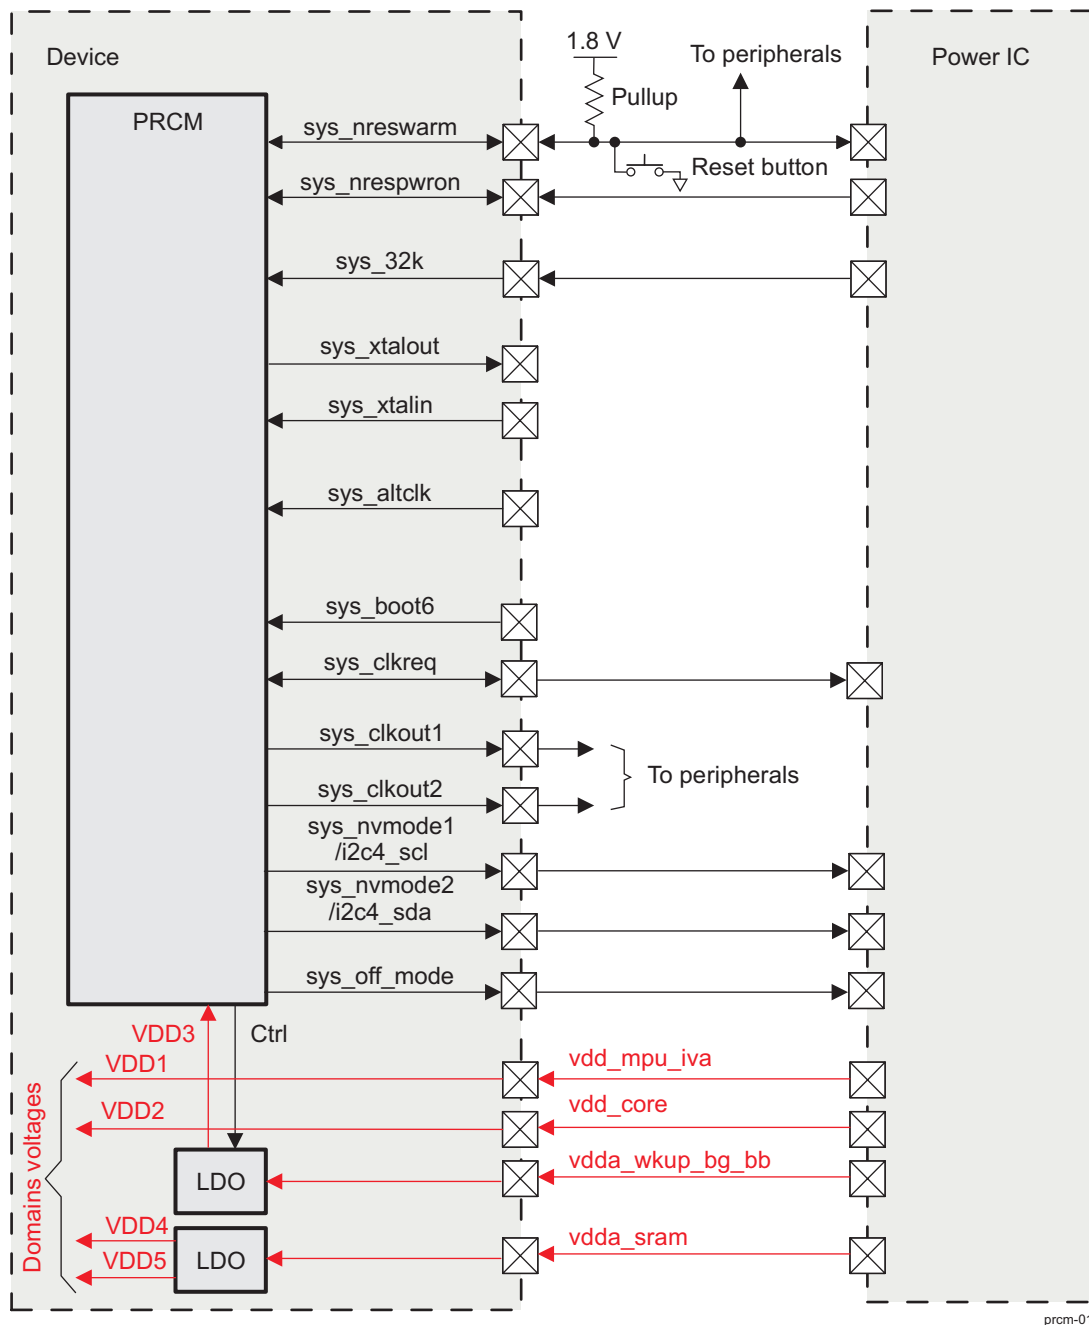 Device
1.8 V
To peripherals
Power IC
Pullup
PRCM
sys_nreswarm
Reset button
sys_nrespwron
sys_32k
sys_xtalout
sys_xtalin
sys_altclk
sys_boot6
sys_clkreq
sys_clkout1
To peripherals
sys_clkout2
sys_nvmode1
/i2c4_scl
sys_nvmode2
/i2c4_sda
sys_off_mode
VDD3
Ctrl
VDD1
vdd_mpu_iva
VDD2
vdd_core
Domains voltages
LDO
vdda_wkup_bg_bb
VDD4
VDD5
LDO
vdda_sram